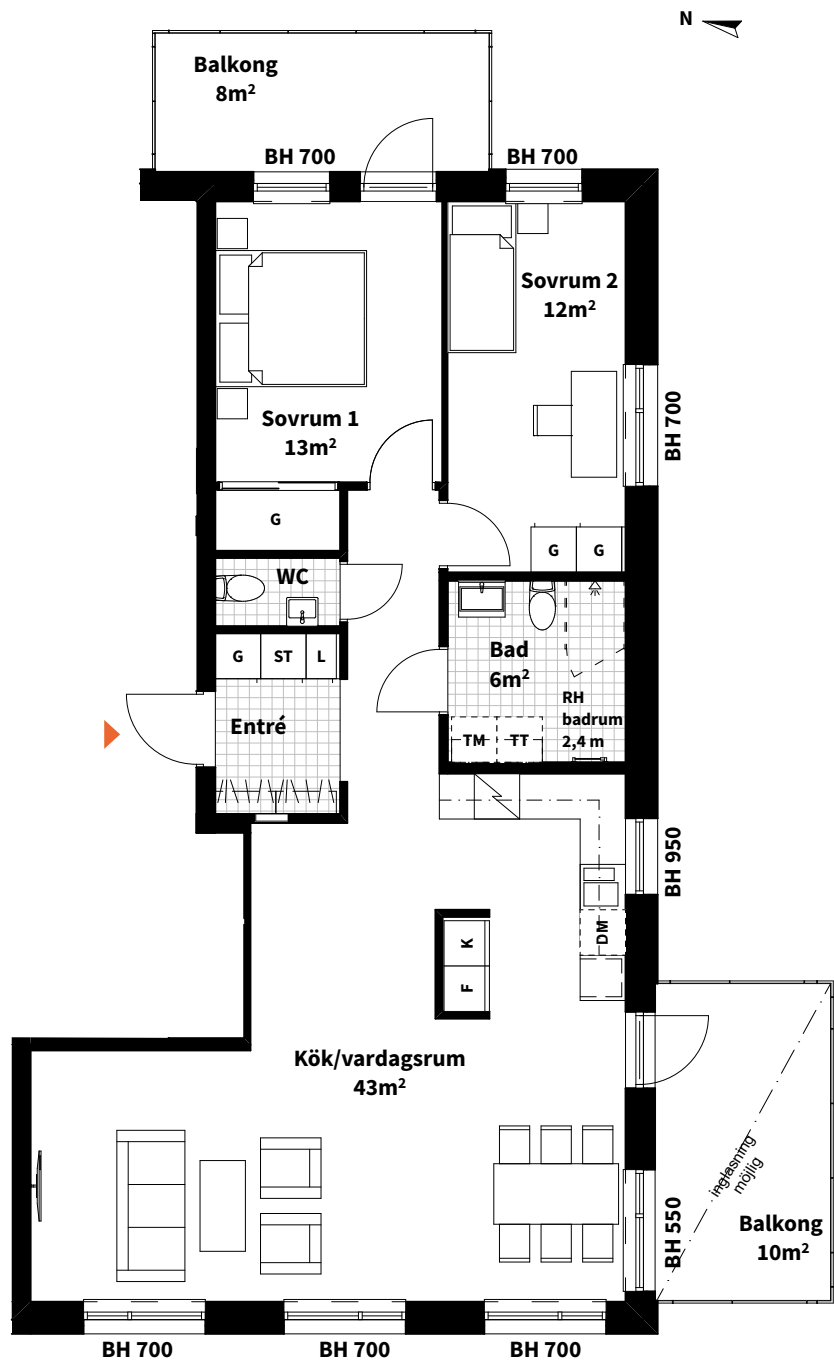 N
Balkong
8m²
BH 700
BH 700
Sovrum 2
12m²
Sovrum 1
13m²
BH 700
G
G
G
WC
G
ST
L
Bad
6m²
RH
badrum
2,4 m
Entré
TM
TT
BH 950
K
F
DM
Kök/vardagsrum
43m²
inglasning
möjlig
BH 550
Balkong
10m²
BH 700
BH 700
BH 700